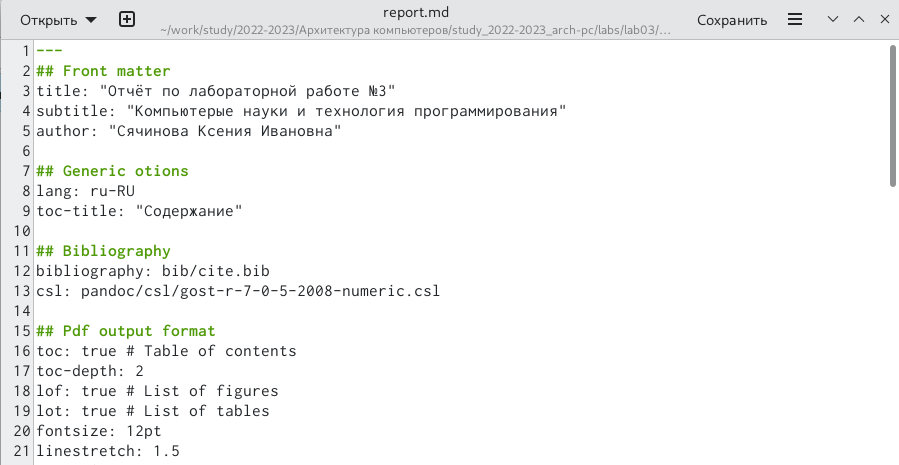 Открыть
report.md
~/work/study/2022-2023/Архитектура компьютеров/study_2022-2023_arch-pc/labs/lab03/...
Сохранить
1 ---
2 ## Front matter
3 title: "Отчёт по лабораторной работе №3"
4 subtitle: "Компьютерые науки и технология программирования"
5 author: "Сячинова Ксения Ивановна"
6
7 ## Generic otions
8 lang: ru-RU
9 toc-title: "Содержание"
10
11 ## Bibliography
12 bibliography: bib/cite.bib
13 csl: pandoc/csl/gost-r-7-0-5-2008-numeric.csl
14
15 ## Pdf output format
16 toc: true # Table of contents
17 toc-depth: 2
18 lof: true # List of figures
19 lot: true # List of tables
20 fontsize: 12pt
21 linestretch: 1.5